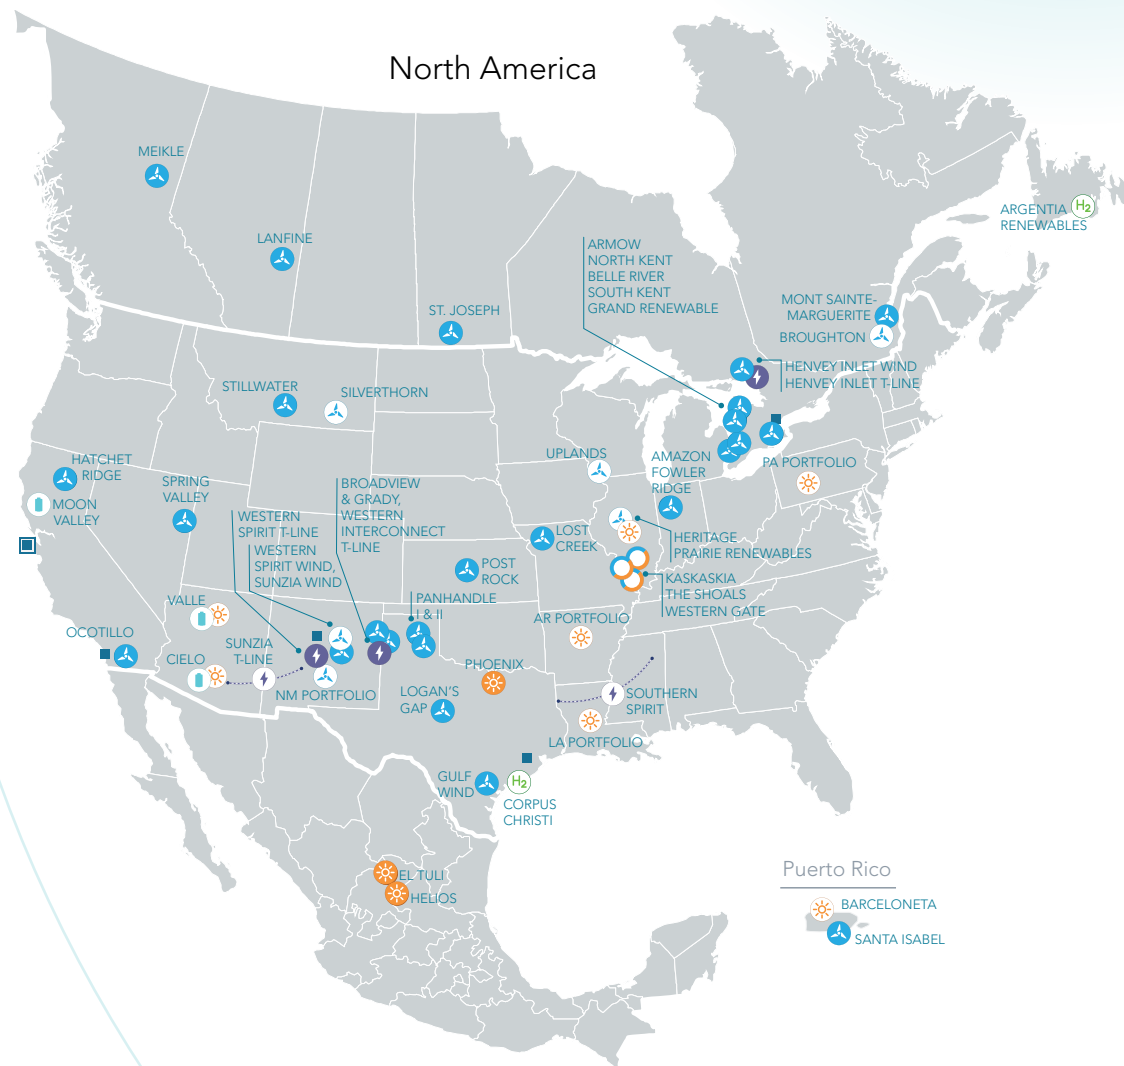 North America
MEIKLE
LANFINE
ST. JOSEPH
ARGENTIA
RENEWABLES
H2
ARMOW
NORTH KENT
BELLE RIVER
SOUTH KENT
GRAND RENEWABLE
MONT SAINTE-
MARGUERITE
BROUGHTON
HENVEY INLET WIND
HENVEY INLET T-LINE
STILLWATER
SILVERTHORN
HATCHET
RIDGE
MOON
VALLEY
SPRING
VALLEY
UPLANDS
AMAZON
FOWLER
RIDGE
PA PORTFOLIO
BROADVIEW
& GRADY,
WESTERN
INTERCONNECT
T-LINE
WESTERN
SPIRIT T-LINE
WESTERN
SPIRIT WIND,
SUNZIA WIND
LOST
CREEK
HERITAGE
PRAIRIE RENEWABLES
POST
ROCK
KASKASKIA
THE SHOALS
WESTERN GATE
PANHANDLE
I & II
VALLE
AR PORTFOLIO
OCOTILLO
SUNZIA
T-LINE
CIELO
NM PORTFOLIO
PHOENIX
LOGAN'S
GAP
SOUTHERN
SPIRIT
LA PORTFOLIO
GULF
WIND
H2
CORPUS
CHRISTI
EL TULI
HELIOS
Puerto Rico
BARCELONETA
SANTA ISABEL